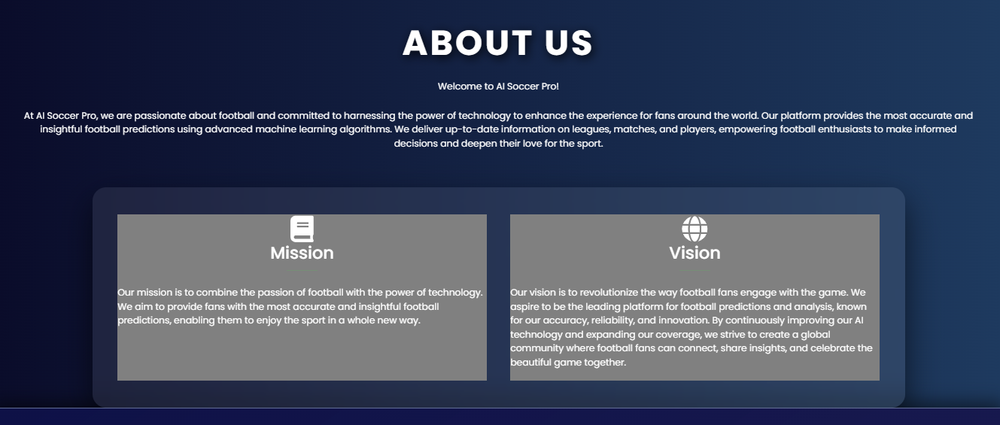 ABOUT US
Welcome to AI Soccer Pro!
At AI Soccer Pro, we are passionate about football and committed to harnessing the power of technology to enhance the experience for fans around the world. Our platform provides the most accurate and
insightful football predictions using advanced machine learning algorithms. We deliver up-to-date information on leagues, matches, and players, empowering football enthusiasts to make informed
decisions and deepen their love for the sport.
Mission
Our mission is to combine the passion of football with the power of technology.
We aim to provide fans with the most accurate and insightful football
predictions, enabling them to enjoy the sport in a whole new way.
Vision
Our vision is to revolutionize the way football fans engage with the game. We
aspire to be the leading platform for football predictions and analysis, known
for our accuracy, reliability, and innovation. By continuously improving our AI
technology and expanding our coverage, we strive to create a global
community where football fans can connect, share insights, and celebrate the
beautiful game together.